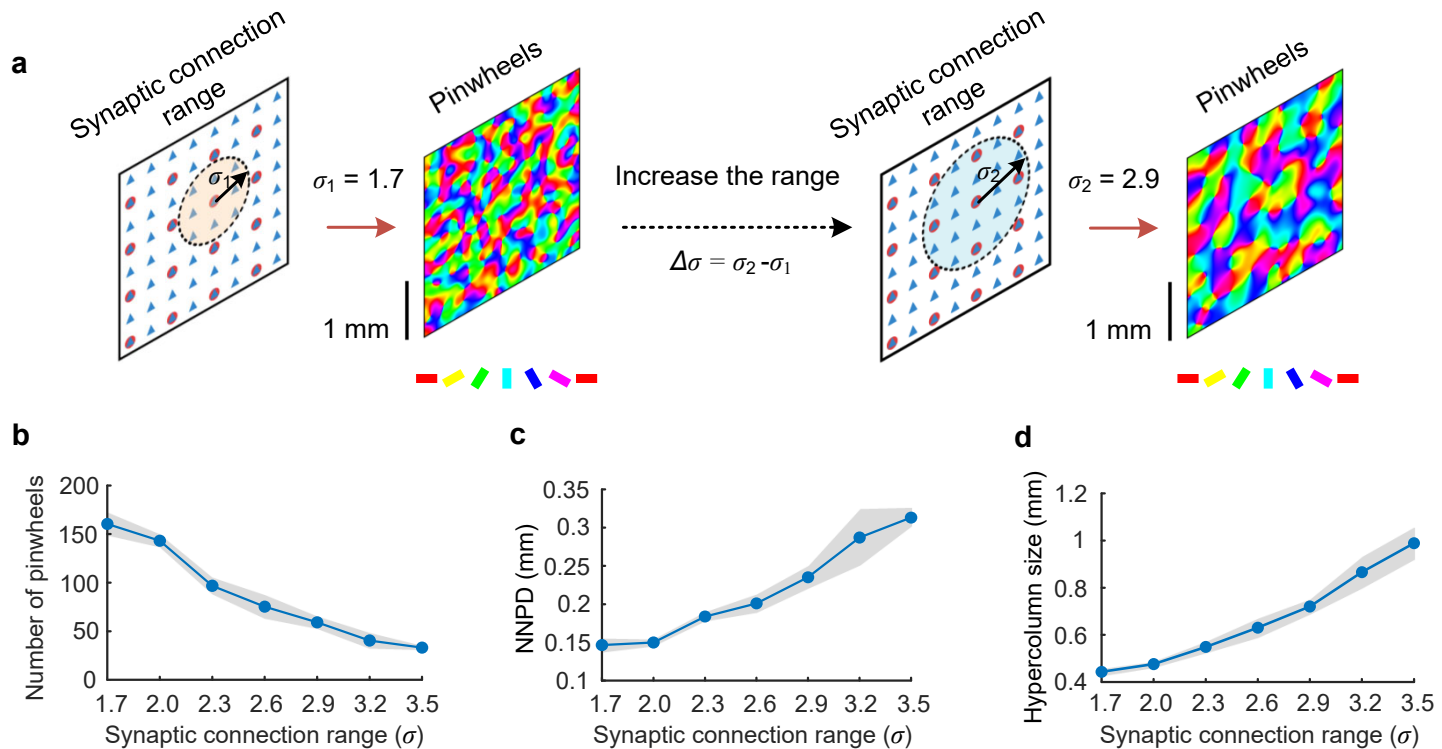 a
Synaptic connection
range
σ1
σ1 = 1.7
Pinwheels
1 mm
Increase the range
Δσ = σ2 -σ1
Synaptic connection
range
σ2
σ2 = 2.9
Pinwheels
1 mm
b
Number of pinwheels
200
150
100
50
0
1.7 2.0 2.3 2.6 2.9 3.2 3.5
Synaptic connection range (σ)
c
NNPD (mm)
0.35
0.3
0.25
0.2
0.15
0.1
1.7 2.0 2.3 2.6 2.9 3.2 3.5
Synaptic connection range (σ)
d
Hypercolumn size (mm)
1.2
1
0.8
0.6
0.4
1.7 2.0 2.3 2.6 2.9 3.2 3.5
Synaptic connection range (σ)